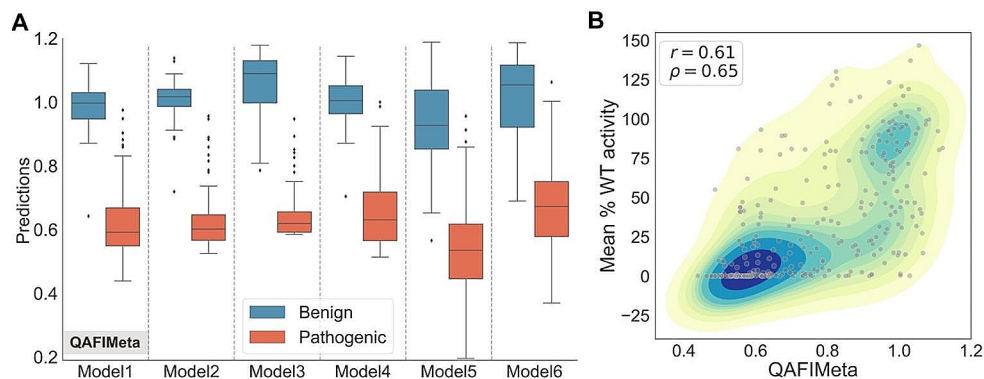 A
1.2
1.0
0.8
0.6
0.4
0.2
Predictions
Benign
Pathogenic
QAFIMeta
Model1 Model2 Model3 Model4 Model5 Model6
B
r = 0.61
ρ = 0.65
150
125
100
75
50
25
0
−25
Mean % WT activity
0.4 0.6 0.8 1.0 1.2
QAFIMeta